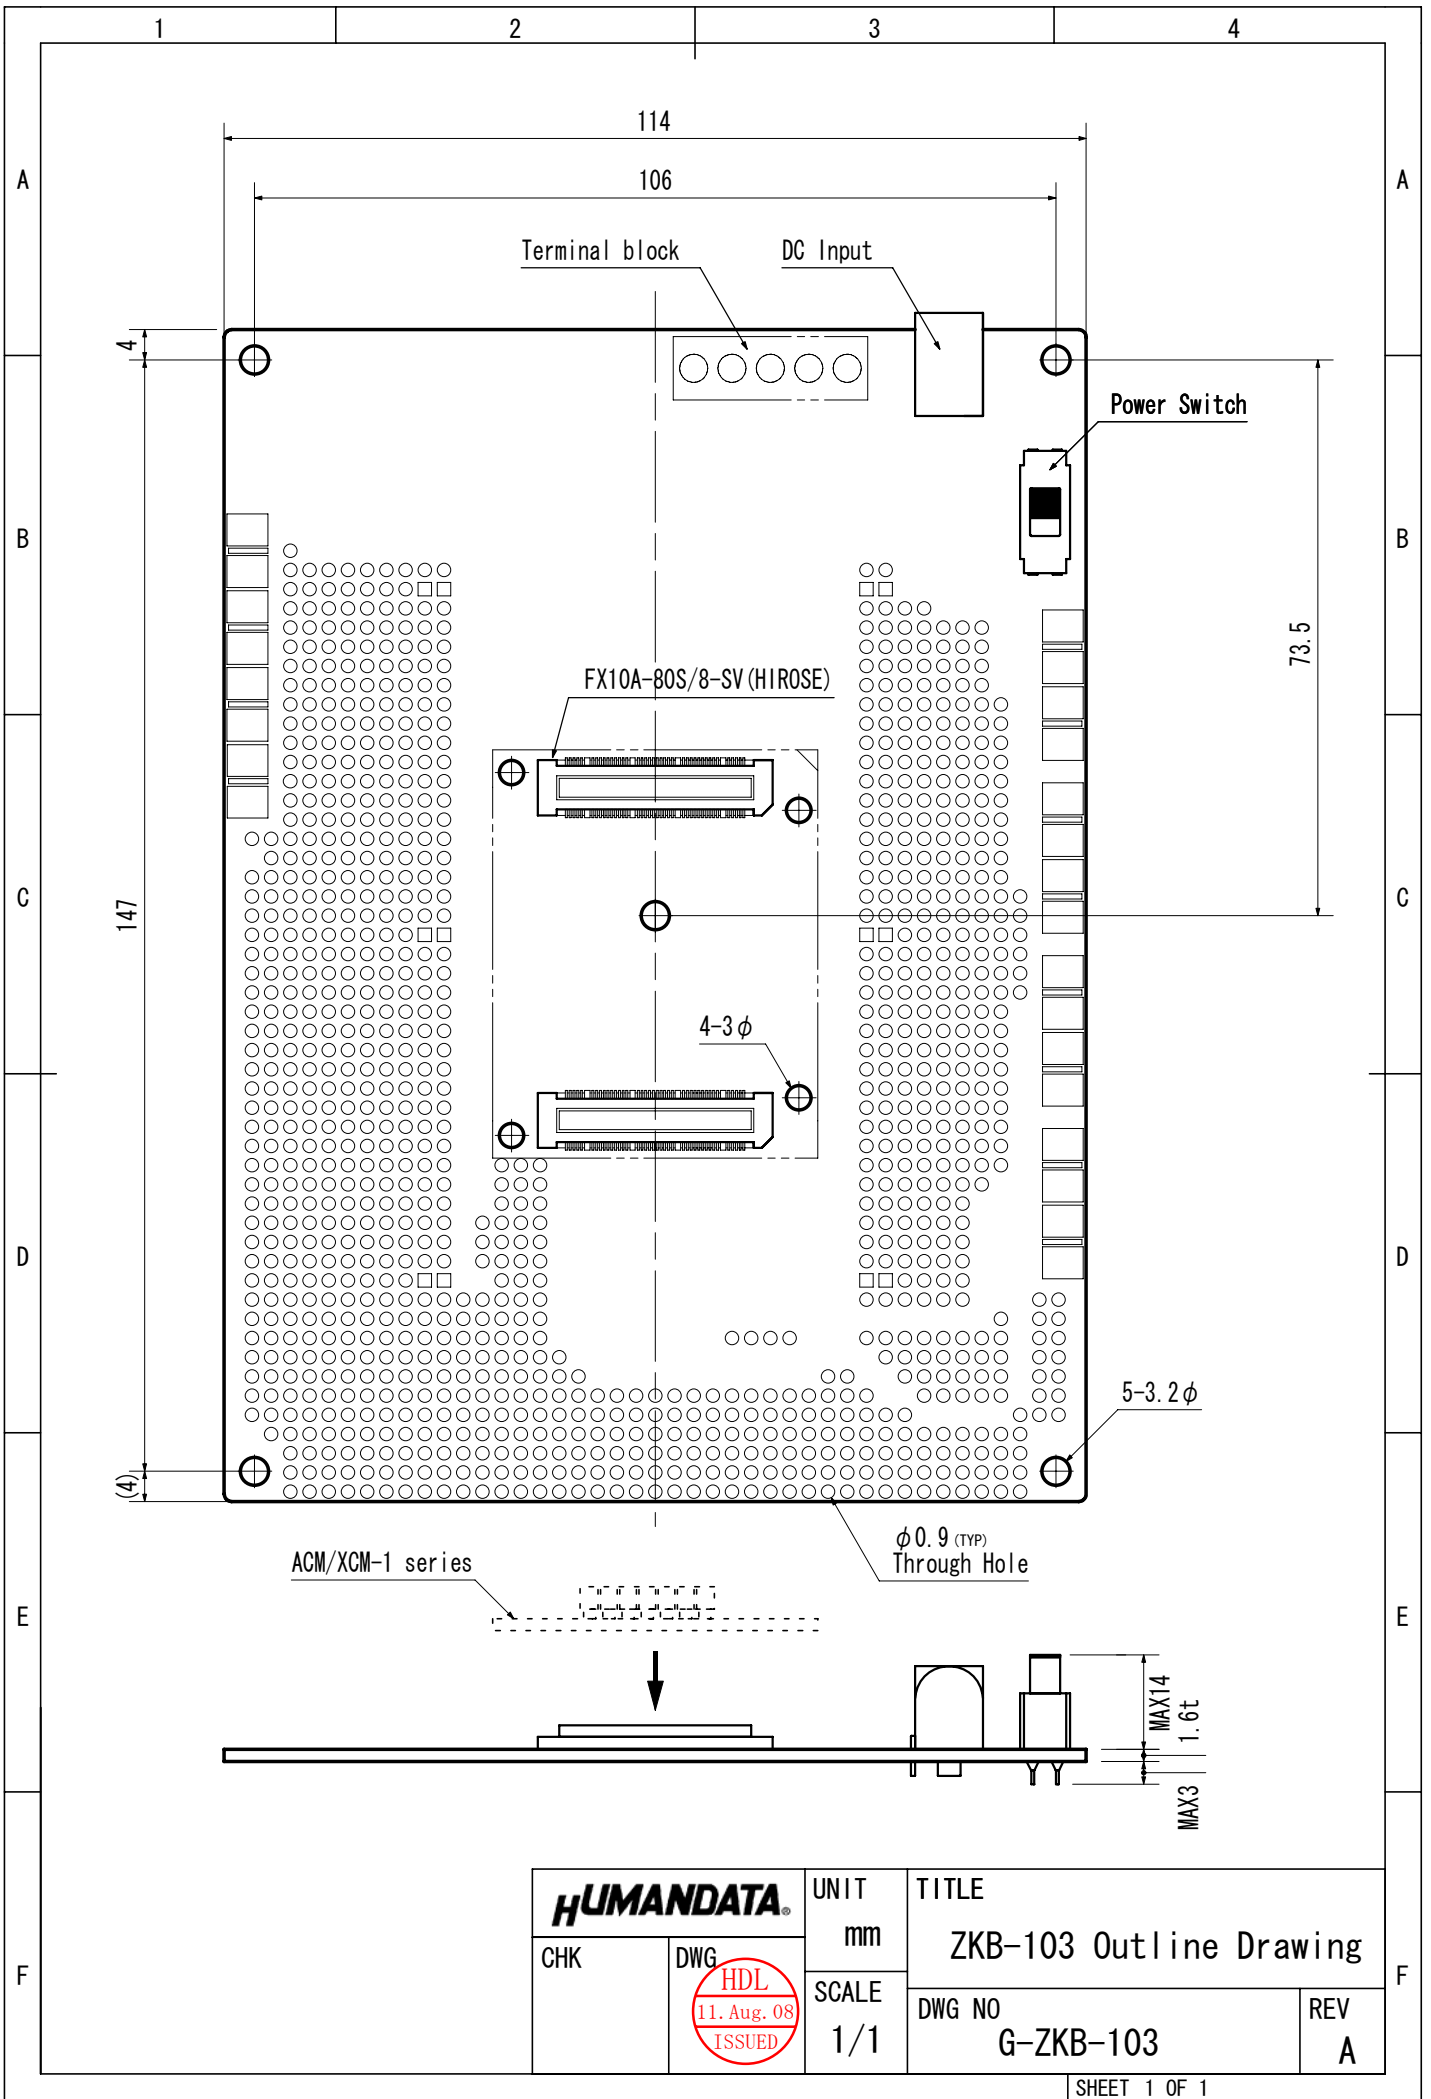 1 2 3 4
114
A 106 A
Terminal block DC Input
4
Power Switch
B B
73.5
FX10A-80S/8-SV(HIROSE)
C 147 C
4-3φ
D D
5-3.2φ
(4)
φ0.9 (TYP)
Through Hole
ACM/XCM-1 series
E E
MAX14
1.6t
MAX3
HUMANDATA®
UNIT
mm
TITLE
ZKB-103 Outline Drawing
CHK
DWG
HDL
11.Aug.08
ISSUED
F F
SCALE
1/1
DWG NO
G-ZKB-103
REV
A
SHEET 1 OF 1